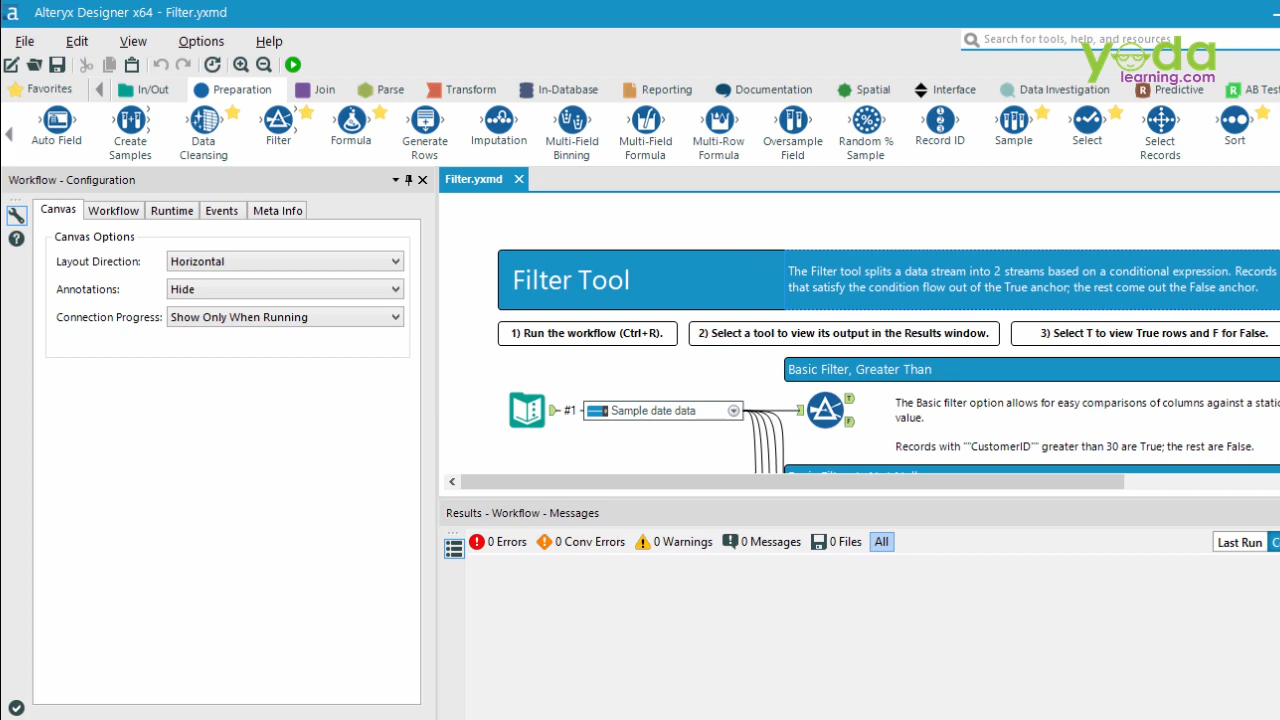 Alteryx Designer x64 - Filter.yxmd
File Edit View Options Help
Search for tools, help, and resources
yoda
learning.com
Favorites In/Out Preparation Join Parse Transform In-Database Reporting Documentation Spatial Interface Data Investigation Predictive AB Test
Auto Field Create Samples Data Cleansing Filter Formula Generate Rows Imputation Multi-Field Binning Multi-Field Formula Multi-Row Formula Oversample Field Random % Sample Record ID Sample Select Select Records Sort
Workflow - Configuration
Filter.yxmd
Canvas Workflow Runtime Events Meta Info
Canvas Options
Layout Direction: Horizontal
Annotations: Hide
Connection Progress: Show Only When Running
Filter Tool
The Filter tool splits a data stream into 2 streams based on a conditional expression. Records
that satisfy the condition flow out of the True anchor; the rest come out the False anchor.
1) Run the workflow (Ctrl+R). 2) Select a tool to view its output in the Results window. 3) Select T to view True rows and F for False.
Basic Filter, Greater Than
#1 Sample date data
T
F
The Basic filter option allows for easy comparisons of columns against a static
value.
Records with ""CustomerID"" greater than 30 are True; the rest are False.
Results - Workflow - Messages
0 Errors 0 Conv Errors 0 Warnings 0 Messages 0 Files All
Last Run